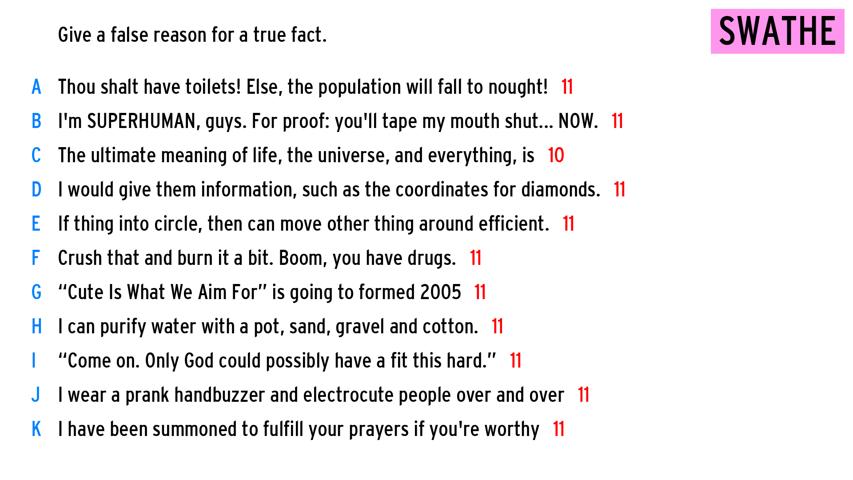 SWATHE
Give a false reason for a true fact.
A Thou shalt have toilets! Else, the population will fall to nought! 11
B I'm SUPERHUMAN, guys. For proof: you'll tape my mouth shut... NOW. 11
C The ultimate meaning of life, the universe, and everything, is 10
D I would give them information, such as the coordinates for diamonds. 11
E If thing into circle, then can move other thing around efficient. 11
F Crush that and burn it a bit. Boom, you have drugs. 11
G “Cute Is What We Aim For” is going to formed 2005 11
H I can purify water with a pot, sand, gravel and cotton. 11
I “Come on. Only God could possibly have a fit this hard.” 11
J I wear a prank handbuzzer and electrocute people over and over 11
K I have been summoned to fulfill your prayers if you're worthy 11